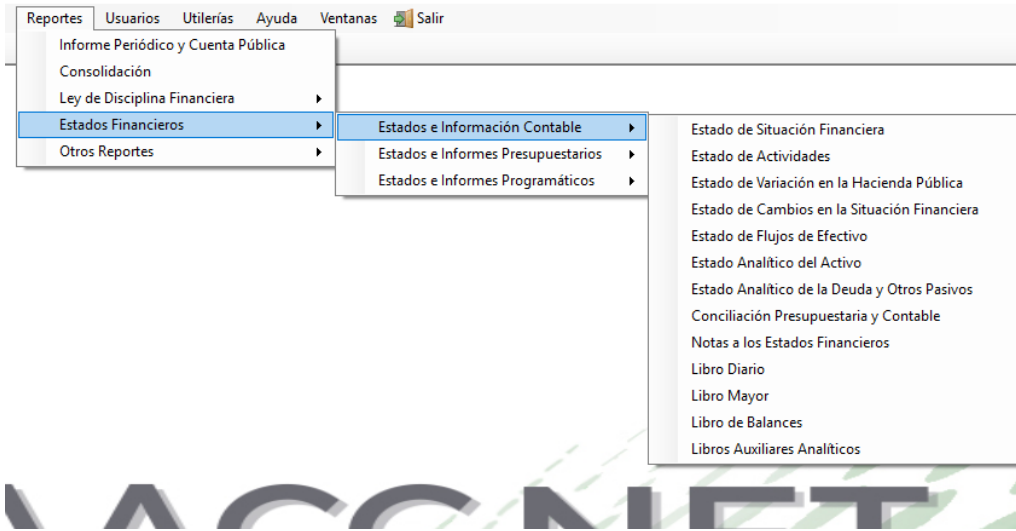 Reportes Usuarios Utilerías Ayuda Ventanas Salir
Informe Periódico y Cuenta Pública
Consolidación
Ley de Disciplina Financiera
Estados Financieros
Otros Reportes
Estados e Información Contable
Estados e Informes Presupuestarios
Estados e Informes Programáticos
Estado de Situación Financiera
Estado de Actividades
Estado de Variación en la Hacienda Pública
Estado de Cambios en la Situación Financiera
Estado de Flujos de Efectivo
Estado Analítico del Activo
Estado Analítico de la Deuda y Otros Pasivos
Conciliación Presupuestaria y Contable
Notas a los Estados Financieros
Libro Diario
Libro Mayor
Libro de Balances
Libros Auxiliares Analíticos